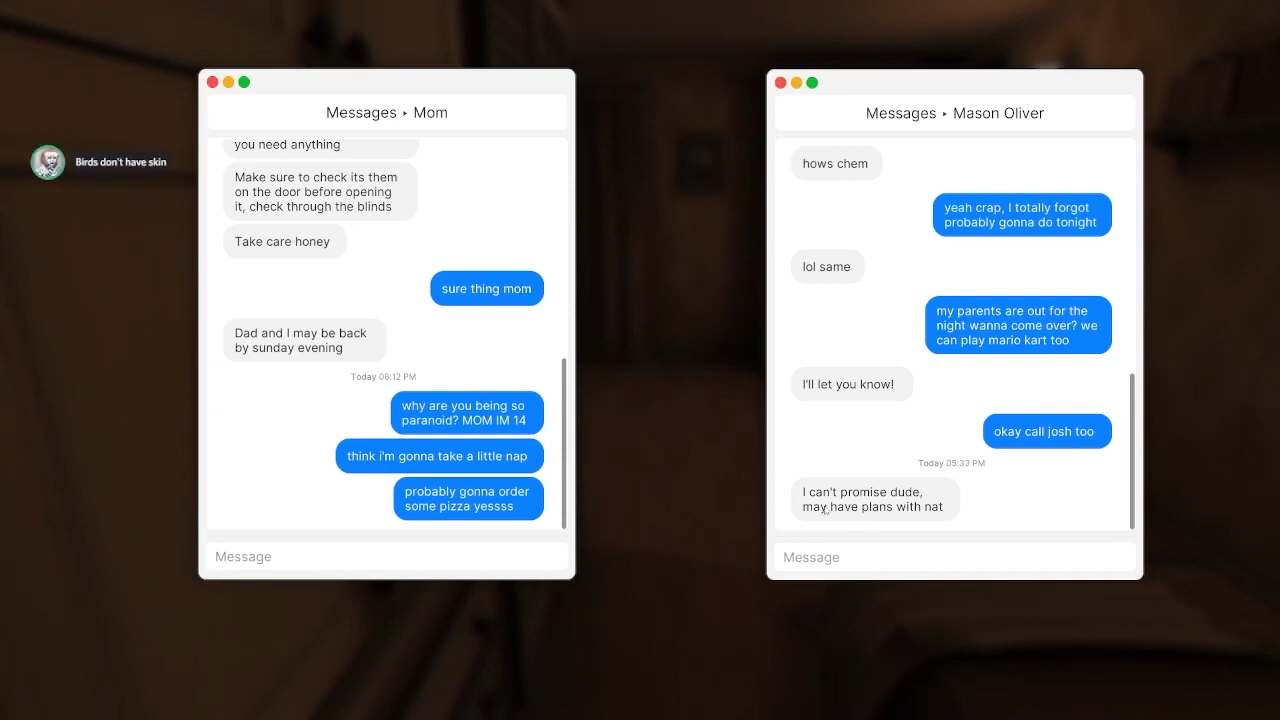 Birds don't have skin
Messages ‣ Mom
you need anything
Make sure to check its them
on the door before opening
it, check through the blinds
Take care honey
sure thing mom
Dad and I may be back
by sunday evening
Today 06:12 PM
why are you being so
paranoid? MOM IM 14
think i'm gonna take a little nap
probably gonna order
some pizza yessss
Message
Messages ‣ Mason Oliver
hows chem
yeah crap, I totally forgot
probably gonna do tonight
lol same
my parents are out for the
night wanna come over? we
can play mario kart too
I'll let you know!
okay call josh too
Today 05:33 PM
I can't promise dude,
may have plans with nat
Message